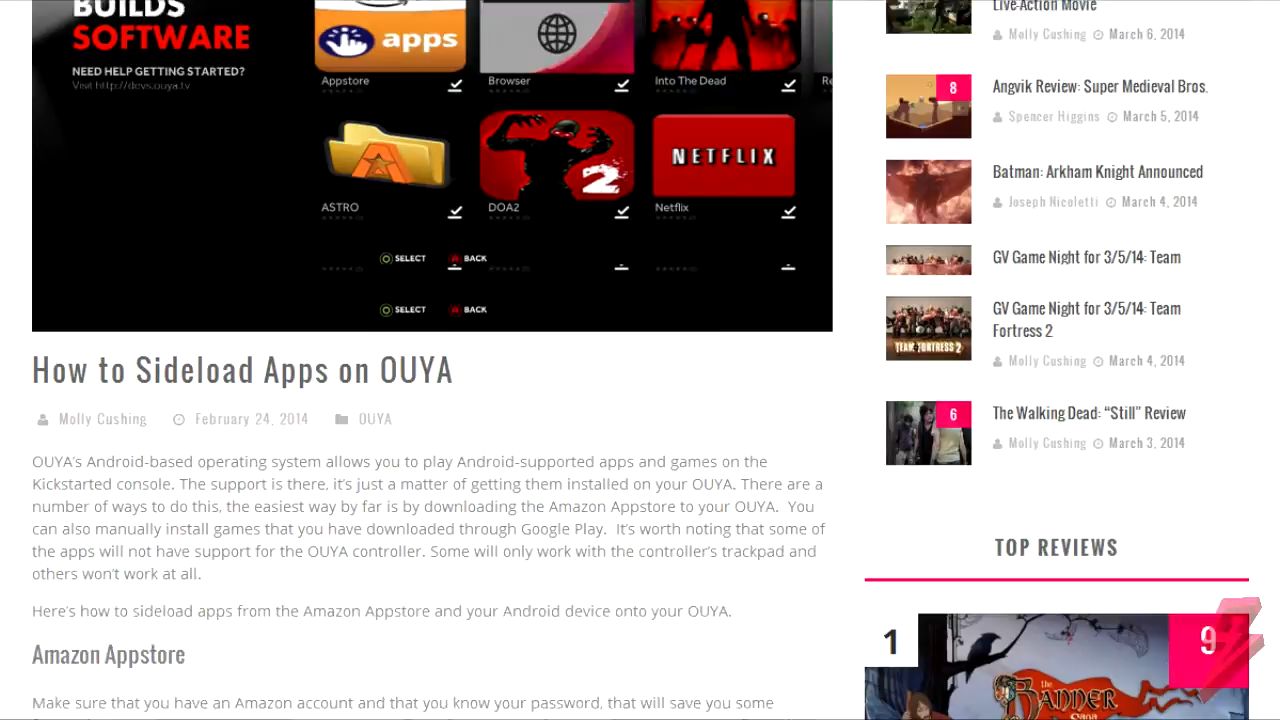 BUILDS
SOFTWARE
NEED HELP GETTING STARTED?
Visit http://devs.ouya.tv
apps
Appstore
Browser
Into The Dead
Re
2
NETFLIX
ASTRO
DOA2
Netflix
SELECT
BACK
SELECT
BACK
How to Sideload Apps on OUYA
Molly Cushing February 24, 2014 OUYA
OUYA's Android-based operating system allows you to play Android-supported apps and games on the
Kickstarted console. The support is there, it's just a matter of getting them installed on your OUYA. There are a
number of ways to do this, the easiest way by far is by downloading the Amazon Appstore to your OUYA. You
can also manually install games that you have downloaded through Google Play. It's worth noting that some of
the apps will not have support for the OUYA controller. Some will only work with the controller's trackpad and
others won't work at all.
Here's how to sideload apps from the Amazon Appstore and your Android device onto your OUYA.
Amazon Appstore
Make sure that you have an Amazon account and that you know your password, that will save you some
Live-Action Movie
Molly Cushing March 6, 2014
8
Angvik Review: Super Medieval Bros.
Spencer Higgins March 5, 2014
Batman: Arkham Knight Announced
Joseph Nicoletti March 4, 2014
GV Game Night for 3/5/14: Team
GV Game Night for 3/5/14: Team
Fortress 2
TEAM FORTRESS 2
Molly Cushing March 4, 2014
6
The Walking Dead: “Still” Review
Molly Cushing March 3, 2014
TOP REVIEWS
1
9
the
BANNER
Saga